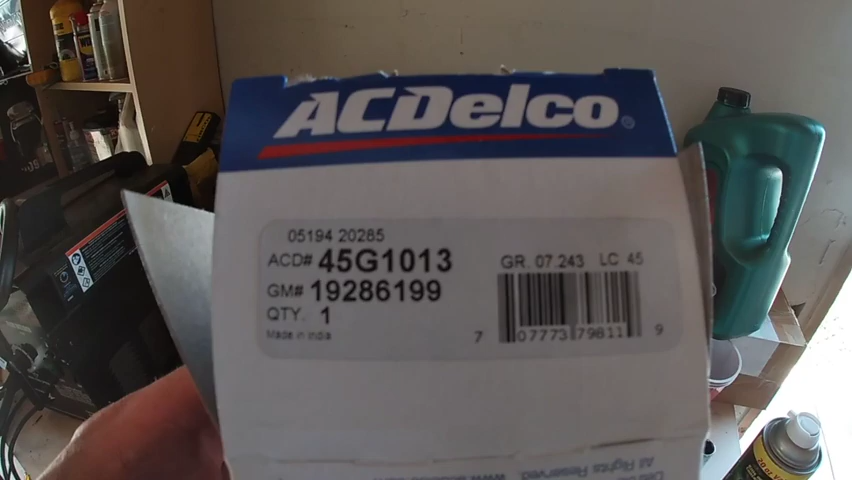 ACDelco®
05194 20285
ACD# 45G1013
GM# 19286199
QTY. 1
Made in India
GR. 07.243 LC 45
7 07773 79811 9
All Rights Reserved